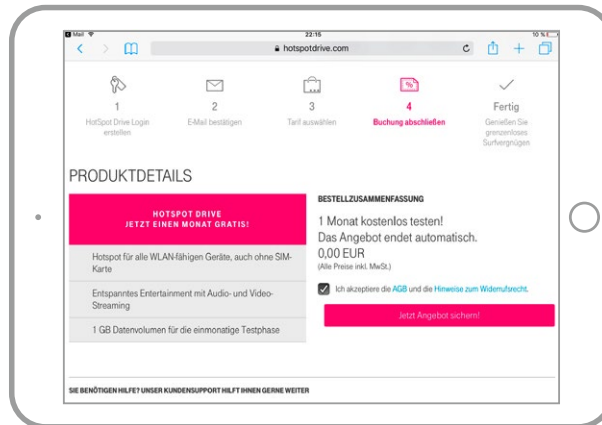 Mail 22:15 10 %
hotspotdrive.com
1 2 3 4 Fertig
HotSpot Drive Login erstellen
E-Mail bestätigen
Tarif auswählen
Buchung abschließen
Genießen Sie grenzenloses Surfvergnügen
PRODUKTDETAILS
HOTSPOT DRIVE
JETZT EINEN MONAT GRATIS!
Hotspot für alle WLAN-fähigen Geräte, auch ohne SIM-
Karte
Entspanntes Entertainment mit Audio- und Video-
Streaming
1 GB Datenvolumen für die einmonatige Testphase
BESTELLZUSAMMENFASSUNG
1 Monat kostenlos testen!
Das Angebot endet automatisch.
0,00 EUR
(Alle Preise inkl. MwSt.)
Ich akzeptiere die AGB und die Hinweise zum Widerrufsrecht.
Jetzt Angebot sichern!
SIE BENÖTIGEN HILFE? UNSER KUNDENSUPPORT HILFT IHNEN GERNE WEITER